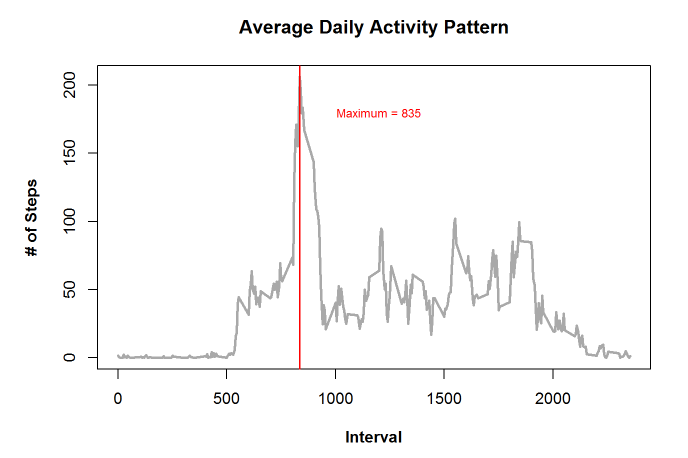 Average Daily Activity Pattern
200
150
100
50
0
# of Steps
Maximum = 835
0 500 1000 1500 2000
Interval